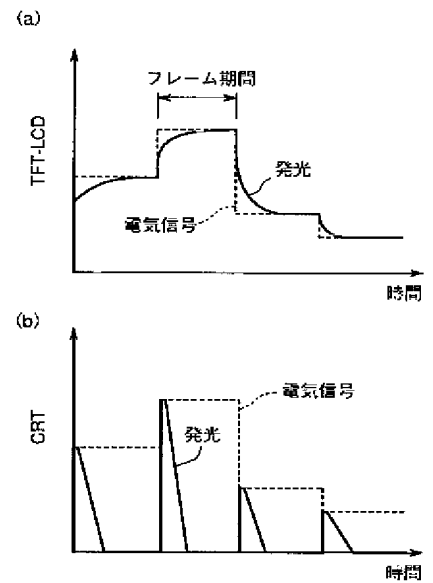 (a)
フレーム期間
TFT-LCD
発光
電気信号
時間
(b)
電気信号
発光
CRT
時間